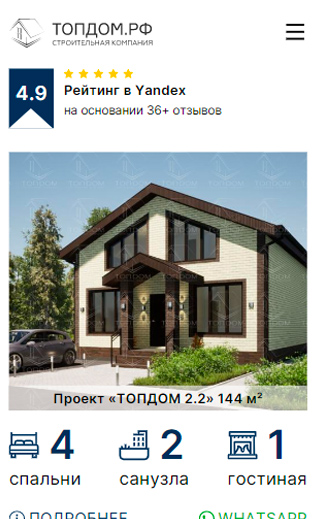 ТОПДОМ.РФ
СТРОИТЕЛЬНАЯ КОМПАНИЯ
4.9
Рейтинг в Yandex
на основании 36+ отзывов
Проект «ТОПДОМ 2.2» 144 м²
4 2 1
спальни санузла гостиная
ПОДРОБНЕЕ WHATSAPP